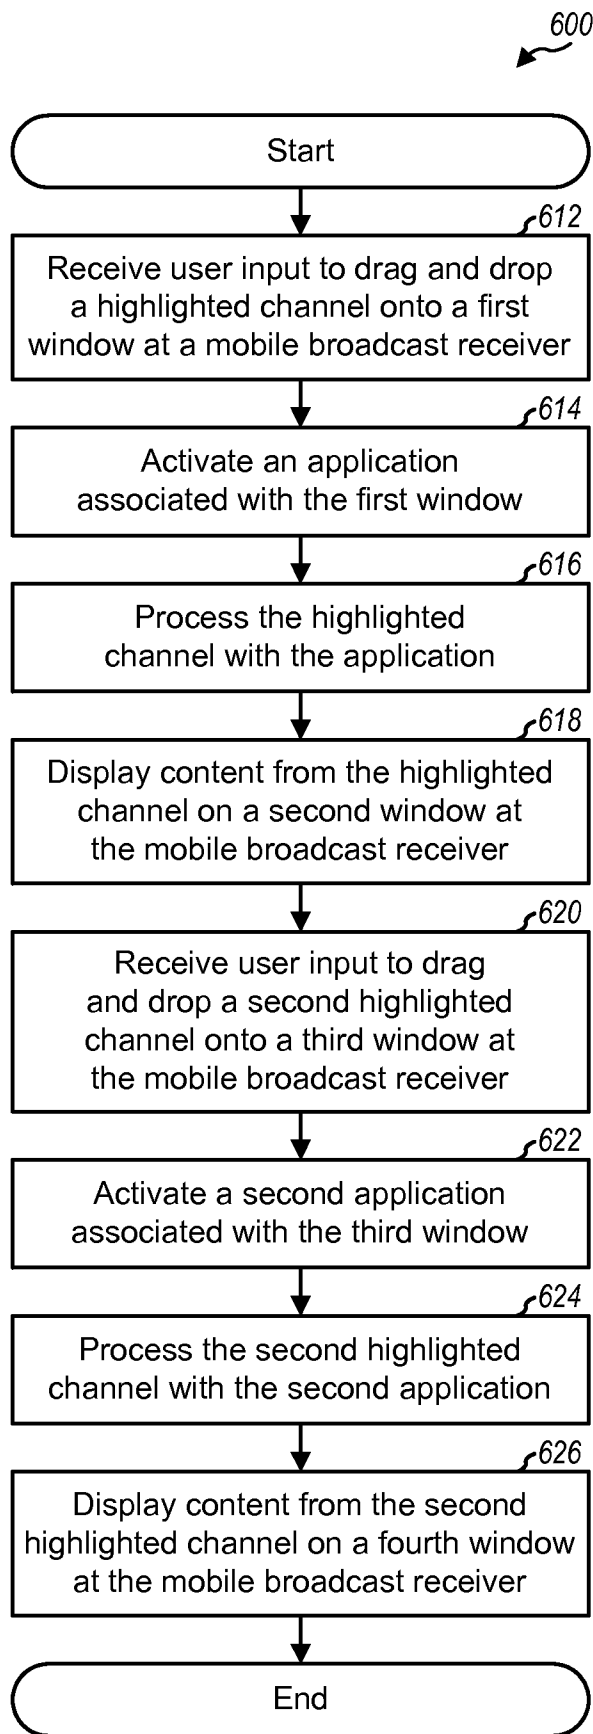 600
Start
612
Receive user input to drag and drop
a highlighted channel onto a first
window at a mobile broadcast receiver
614
Activate an application
associated with the first window
616
Process the highlighted
channel with the application
618
Display content from the highlighted
channel on a second window at
the mobile broadcast receiver
620
Receive user input to drag
and drop a second highlighted
channel onto a third window at
the mobile broadcast receiver
622
Activate a second application
associated with the third window
624
Process the second highlighted
channel with the second application
626
Display content from the second
highlighted channel on a fourth window
at the mobile broadcast receiver
End